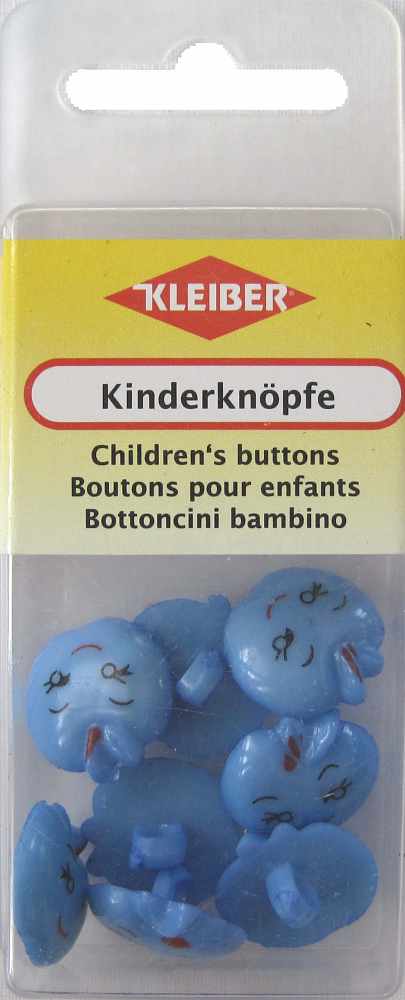 KLEIBER
Kinderknöpfe
Children‘s buttons
Boutons pour enfants
Bottoncini bambino